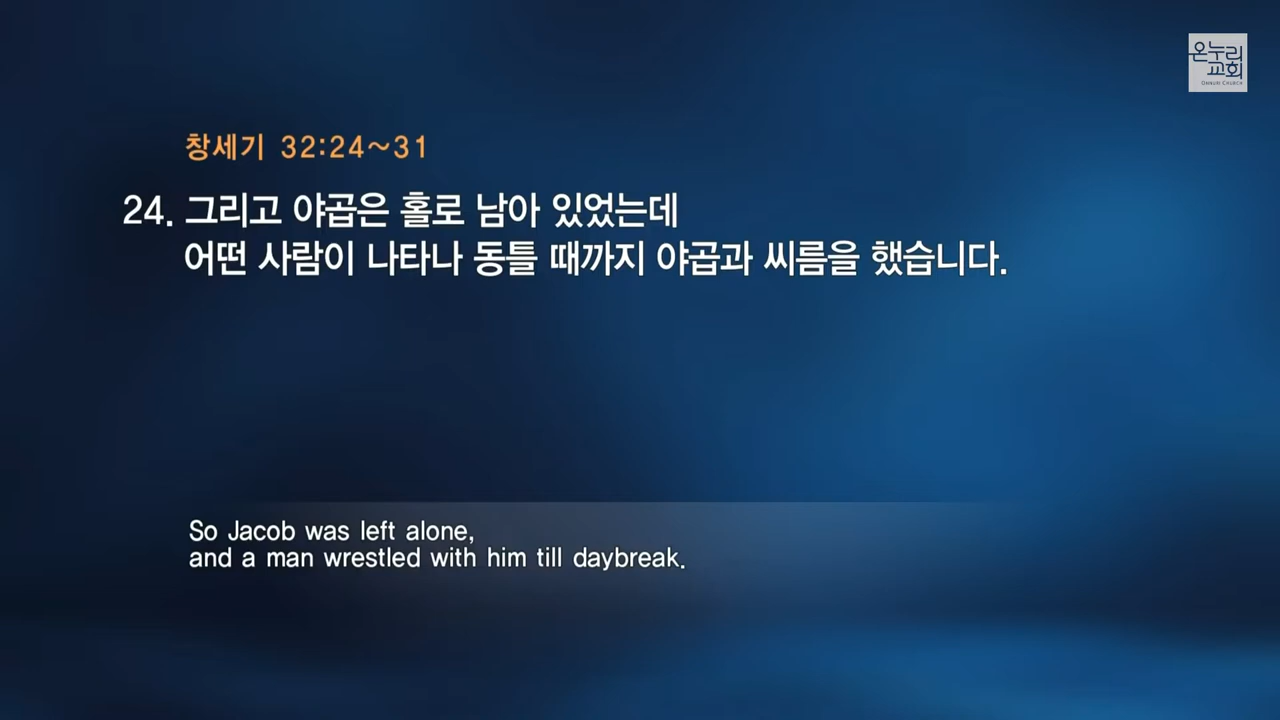 온누리
교회
ONNURI CHURCH
창세기 32:24~31
24. 그리고 야곱은 홀로 남아 있었는데
어떤 사람이 나타나 동틀 때까지 야곱과 씨름을 했습니다.
So Jacob was left alone,
and a man wrestled with him till daybreak.